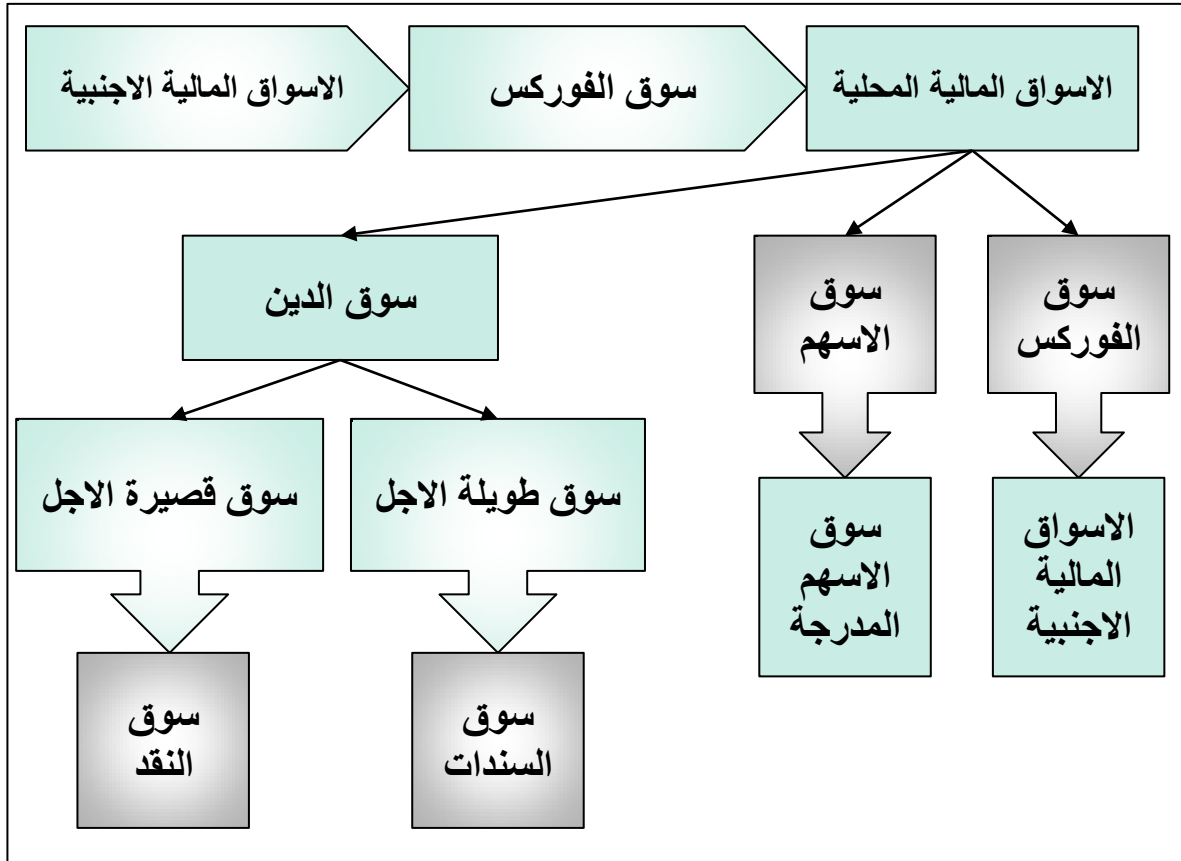 الاسواق المالية المحلية
سوق الفوركس
الاسواق المالية الاجنبية
سوق
الفوركس
سوق
الاسهم
سوق الدين
الاسواق
المالية
الاجنبية
سوق
الاسهم
المدرجة
سوق طويلة الاجل
سوق قصيرة الاجل
سوق
السندات
سوق
النقد